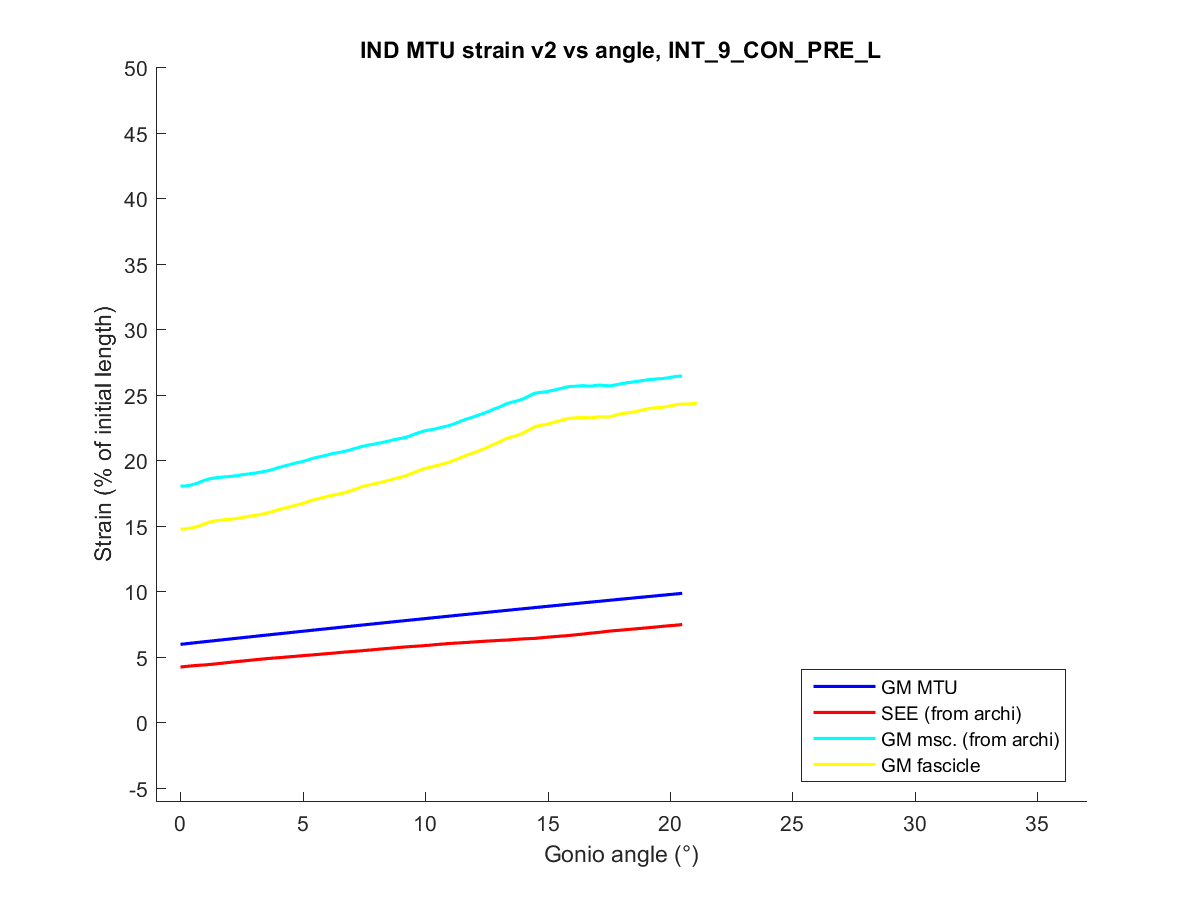 IND MTU strain v2 vs angle, INT_9_CON_PRE_L
50
45
40
35
30
25
20
15
10
5
0
-5
Strain (% of initial length)
0 5 10 15 20 25 30 35
Gonio angle (°)
GM MTU
SEE (from archi)
GM msc. (from archi)
GM fascicle